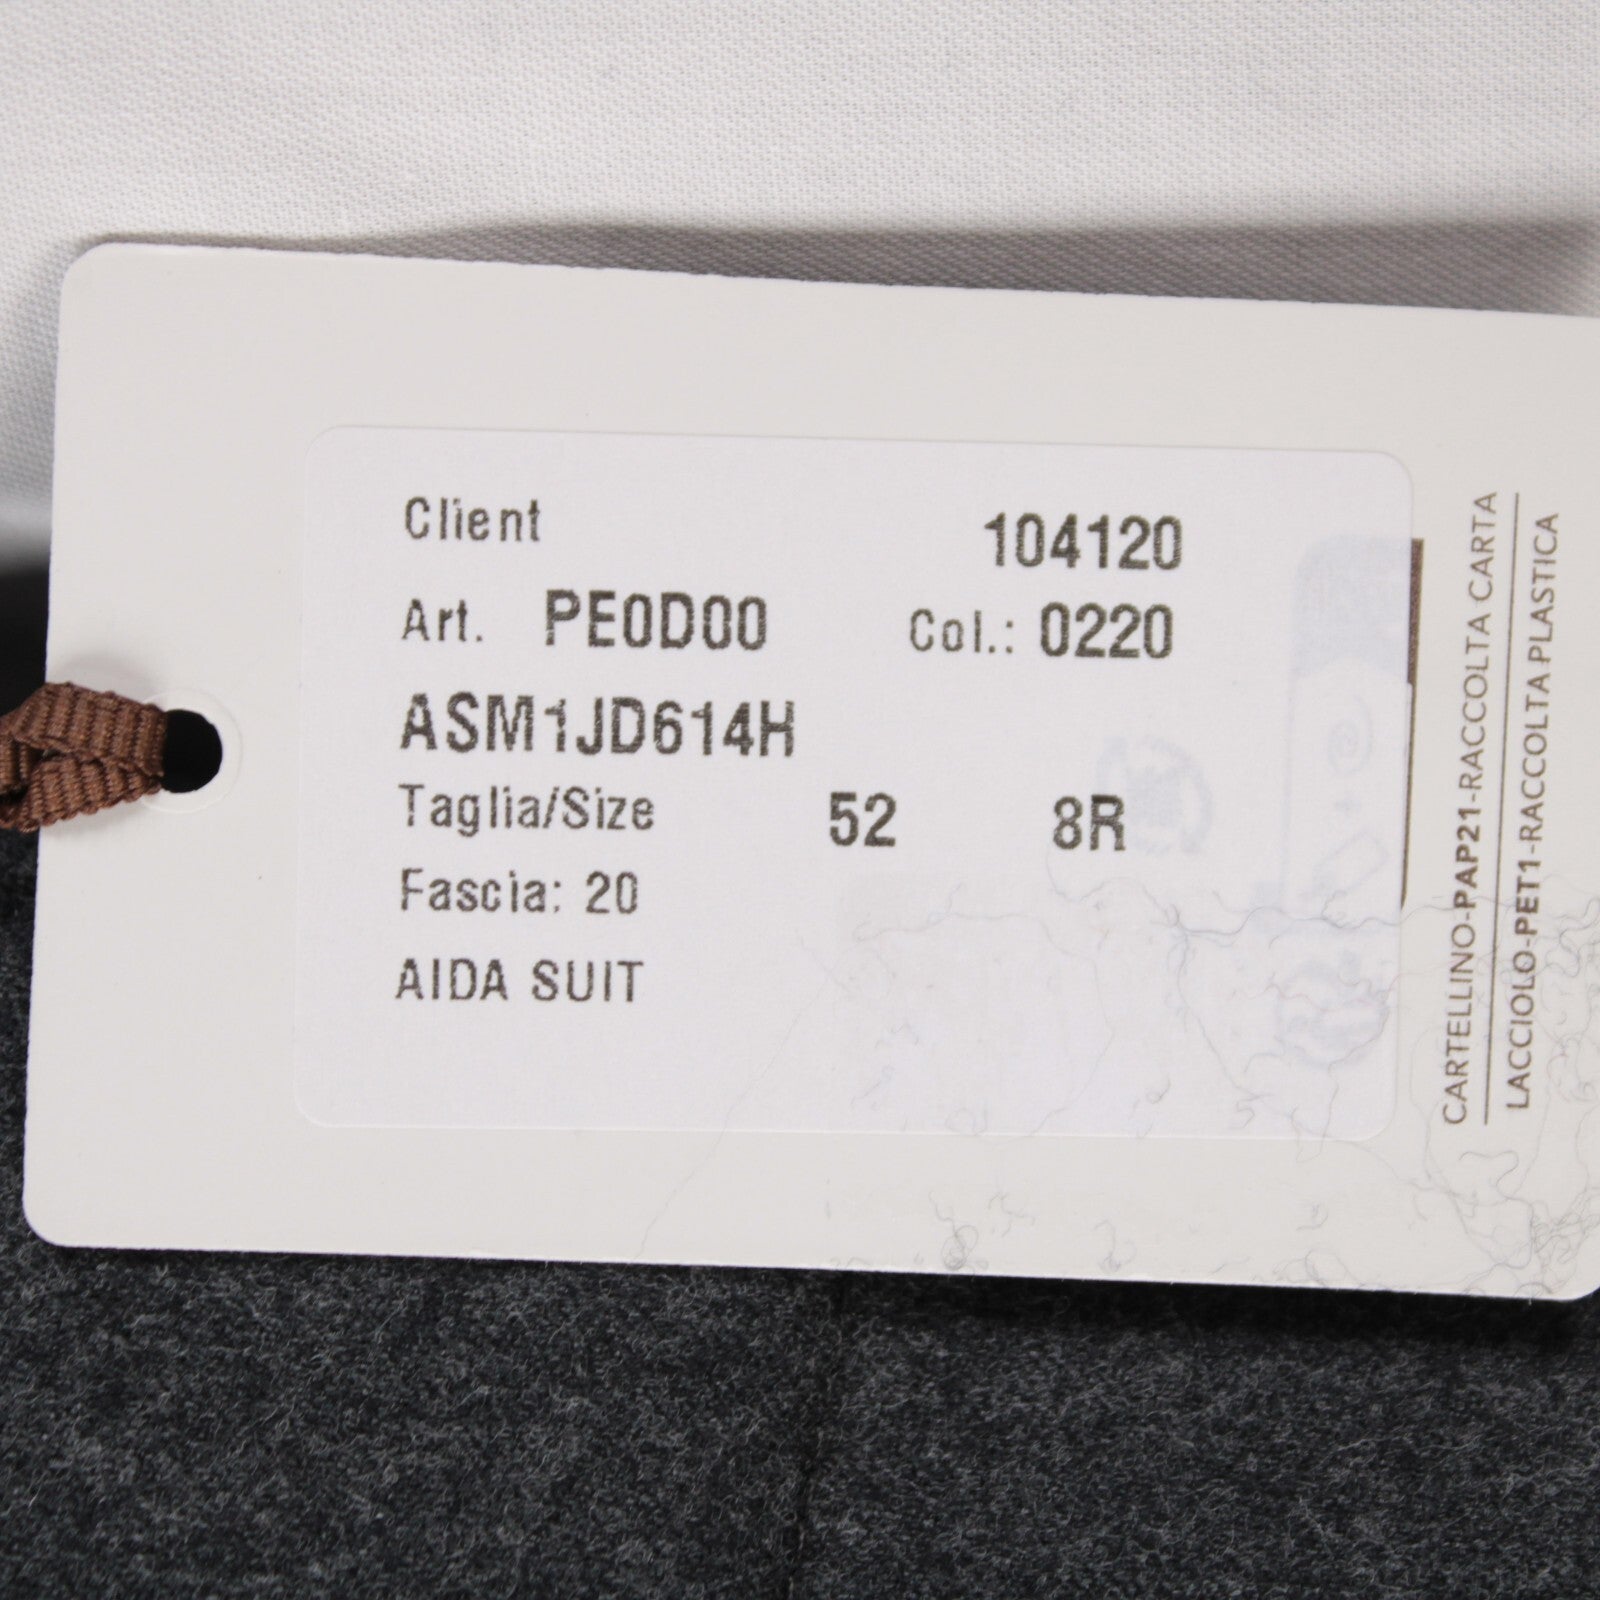 Client 104120
Art. PE0D00 Col.: 0220
ASM1JD614H
Taglia/Size 52 8R
Fascia: 20
AIDA SUIT
CARTELLINO-PAP21-RACCOLTA CARTA
LACCIOLO-PET1-RACCOLTA PLASTICA